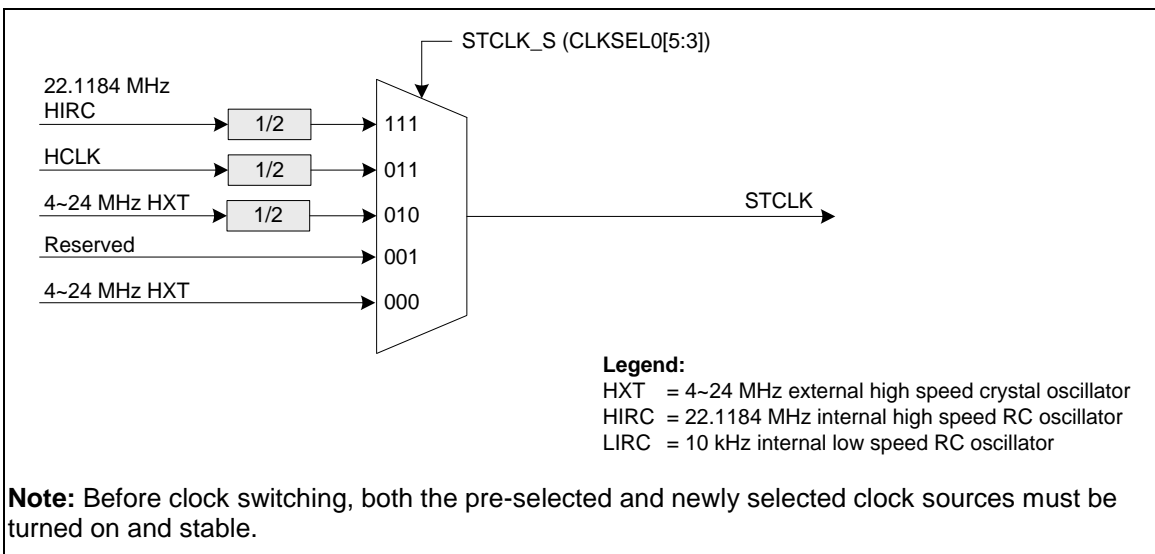 STCLK_S (CLKSEL0[5:3])
22.1184 MHz
HIRC
1/2
111
HCLK
1/2
011
4~24 MHz HXT
1/2
010
STCLK
Reserved
001
4~24 MHz HXT
000
Legend:
HXT = 4~24 MHz external high speed crystal oscillator
HIRC = 22.1184 MHz internal high speed RC oscillator
LIRC = 10 kHz internal low speed RC oscillator
Note: Before clock switching, both the pre-selected and newly selected clock sources must be
turned on and stable.